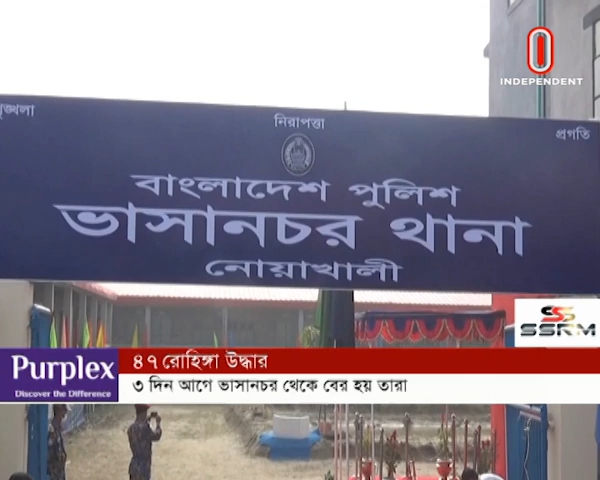 INDEPENDENT
নিরাপত্তা
প্রগতি
বাংলাদেশ পুলিশ
ভাসানচর থানা
নোয়াখালী
SSRM
Purplex
Discover the Difference
৪৭ রোহিঙ্গা উদ্ধার
৩ দিন আগে ভাসানচর থেকে বের হয় তারা